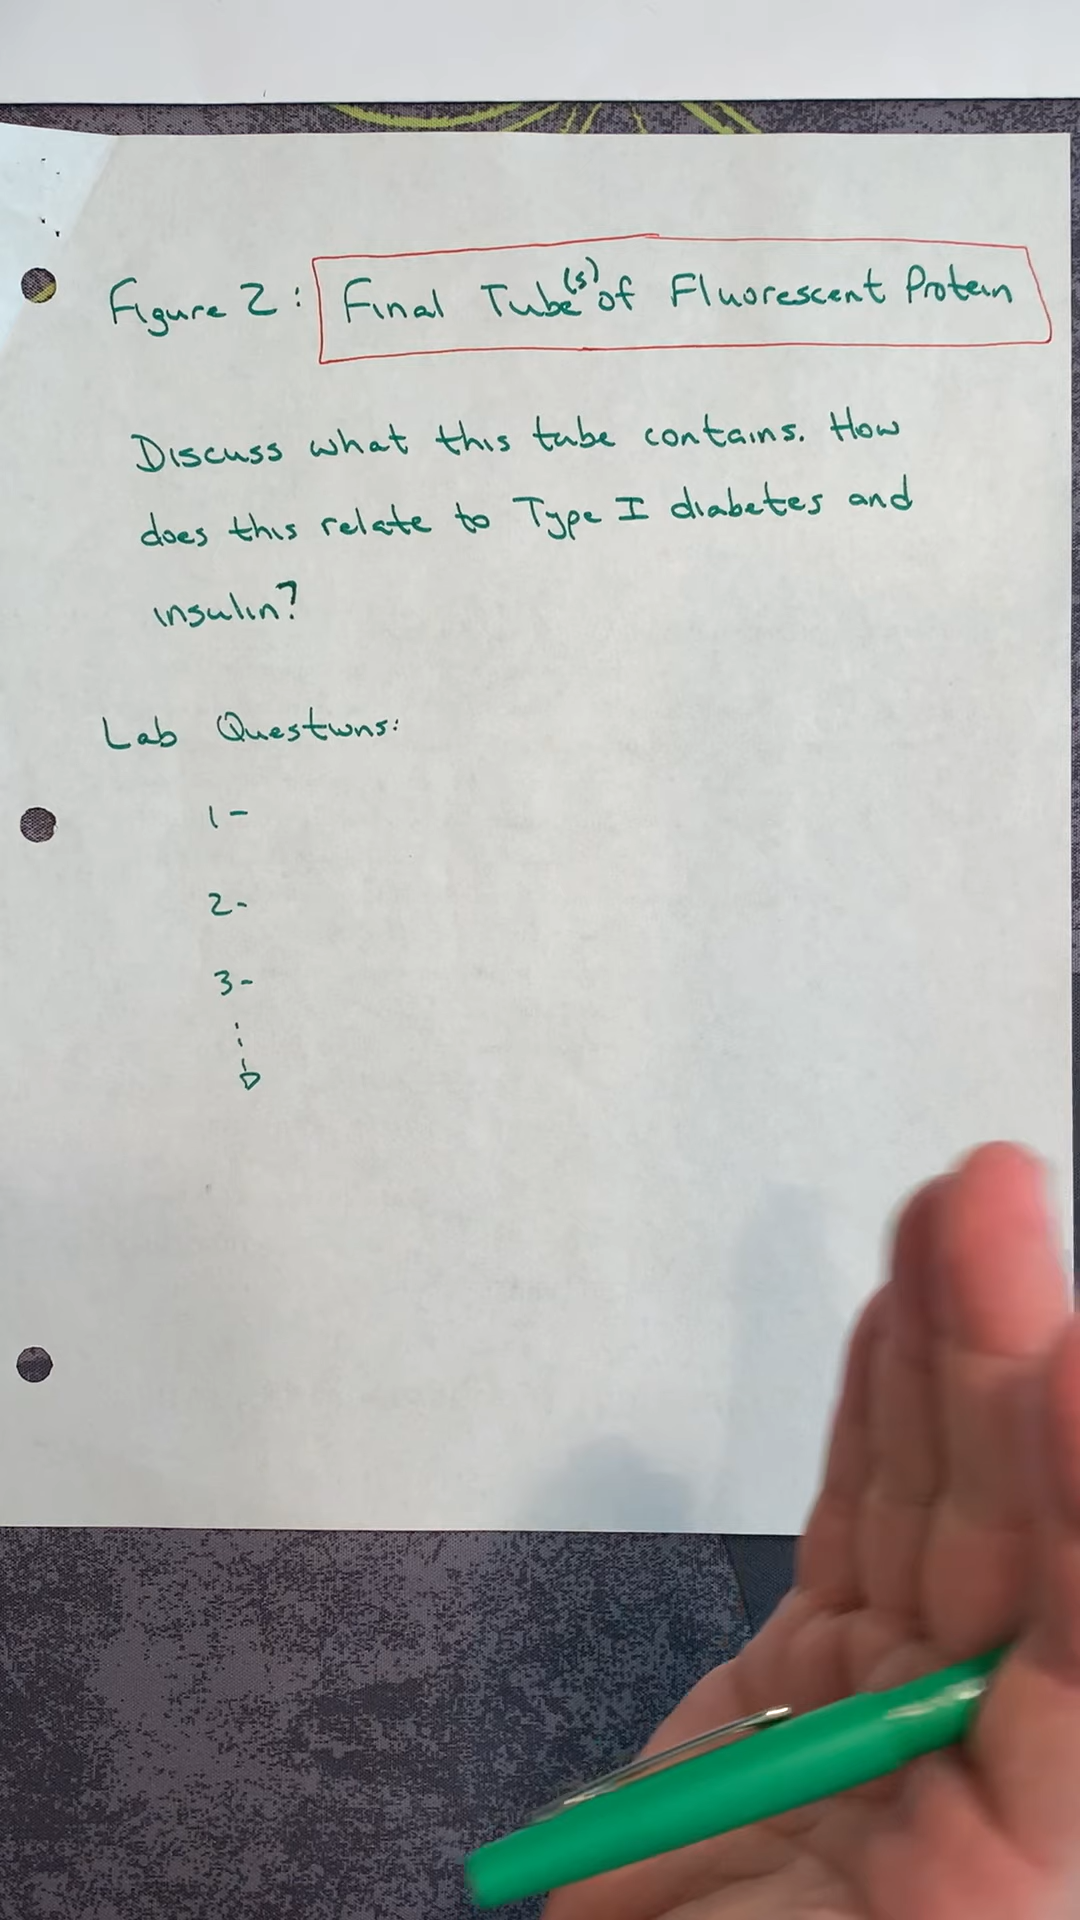 Figure 2: Final Tube(s) of Fluorescent Protein
Discuss what this tube contains. How
does this relate to Type I diabetes and
insulin?
Lab Questions:
1-
2-
3-